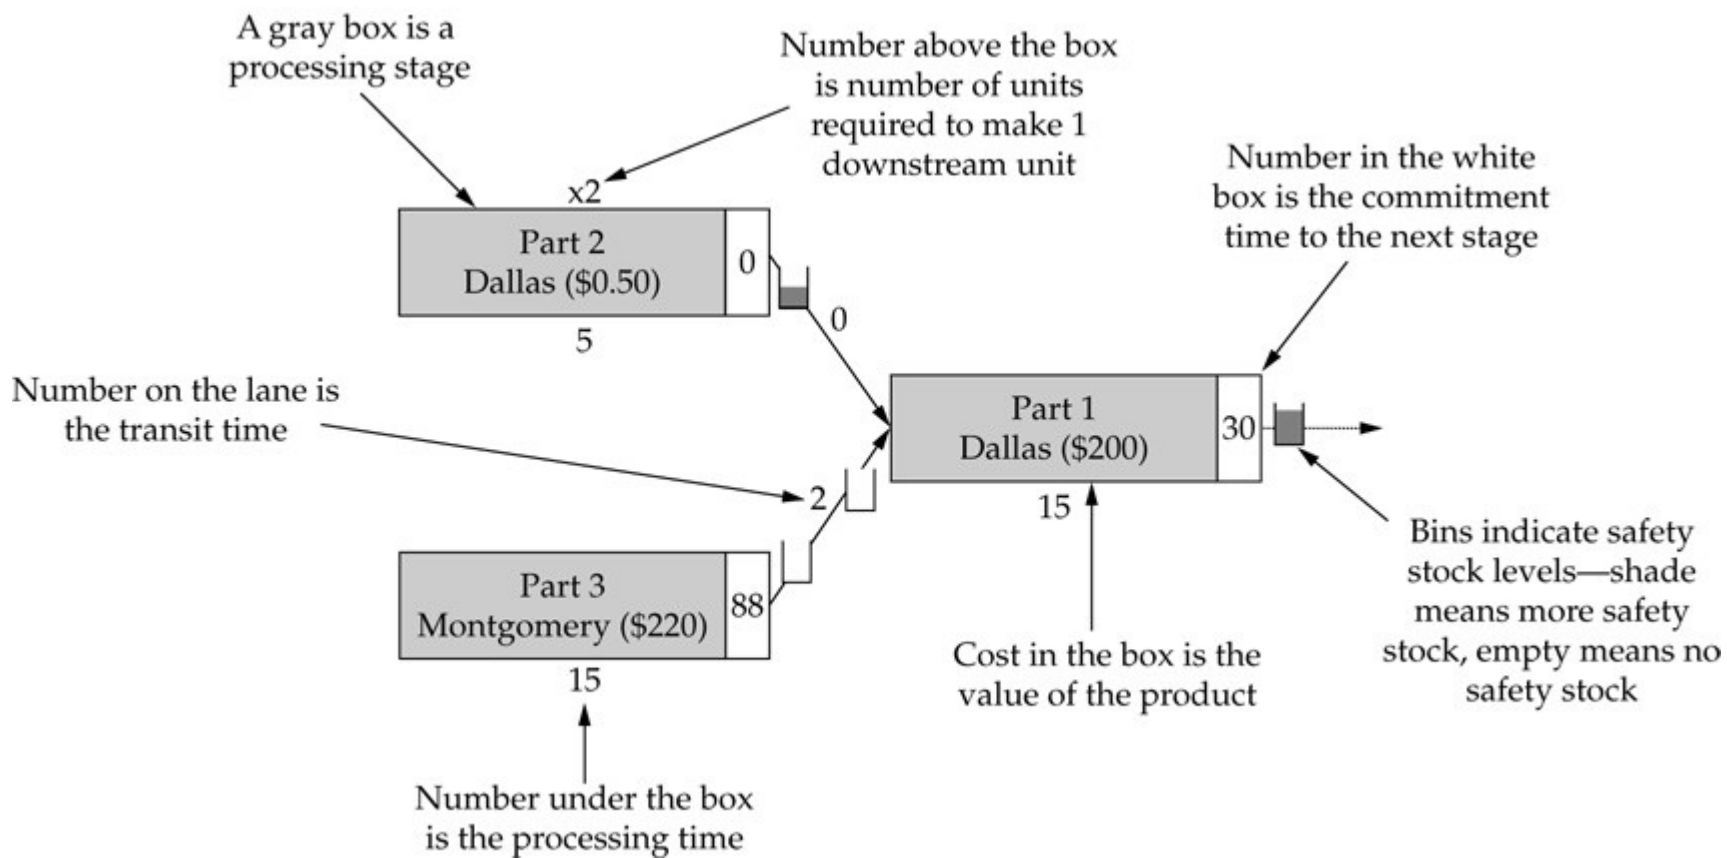 A gray box is a
processing stage
Number above the box
is number of units
required to make 1
downstream unit
Number in the white
box is the commitment
time to the next stage
x2
Part 2
Dallas ($0.50)
0
5
0
Number on the lane is
the transit time
Part 1
Dallas ($200)
30
15
2
Part 3
Montgomery ($220)
88
15
Bins indicate safety
stock levels—shade
means more safety
stock, empty means no
safety stock
Cost in the box is the
value of the product
Number under the box
is the processing time